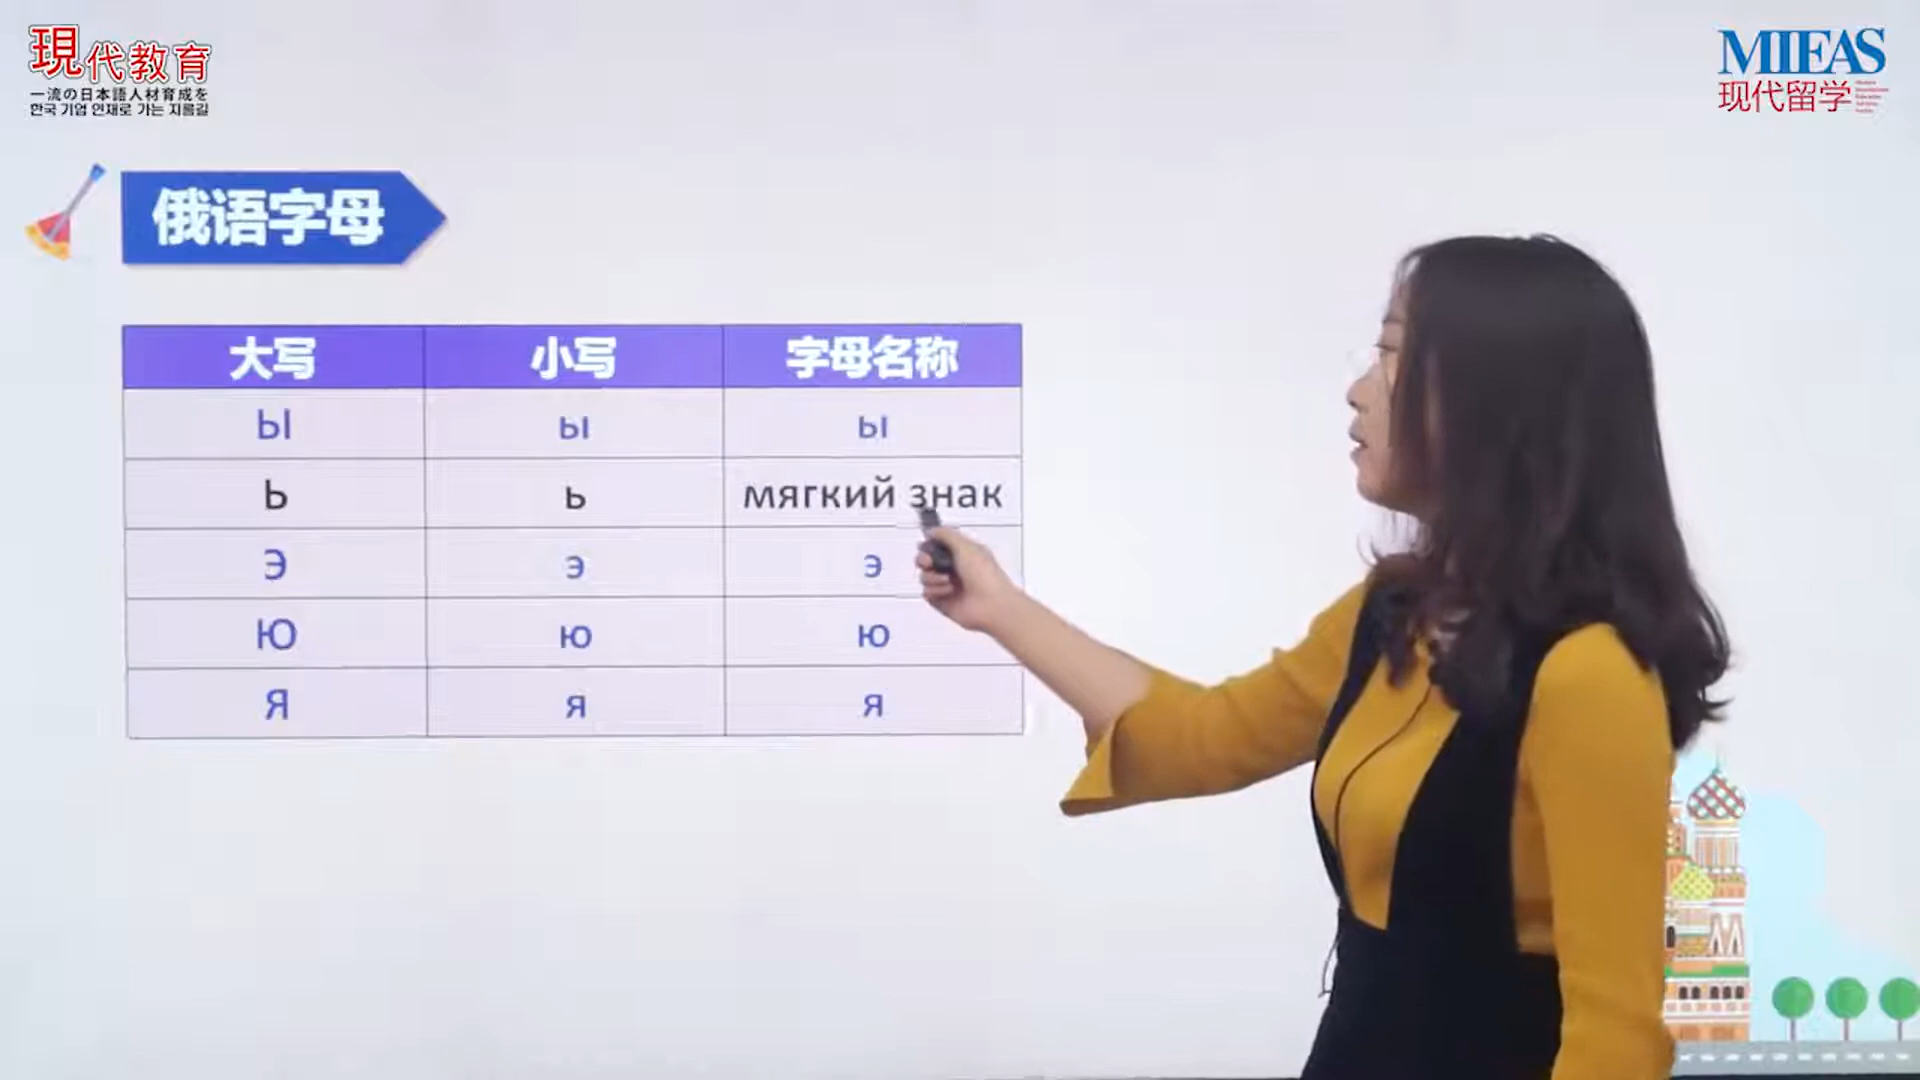 現代教育
一流の日本語人材育成を
한국 기업 인재로 가는 지름길
MIEAS
现代留学
俄语字母
大写 小写 字母名称
Ы ы ы
Ь ь мягкий знак
Э э э
Ю ю ю
Я я я